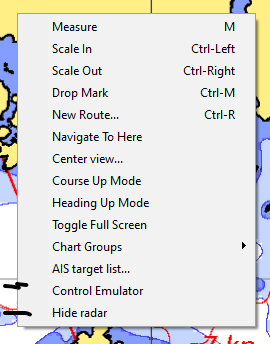 Measure M
Scale In Ctrl-Left
Scale Out Ctrl-Right
Drop Mark Ctrl-M
New Route... Ctrl-R
Navigate To Here
Center view...
Course Up Mode
Heading Up Mode
Toggle Full Screen
Chart Groups
AIS target list...
Control Emulator
Hide radar